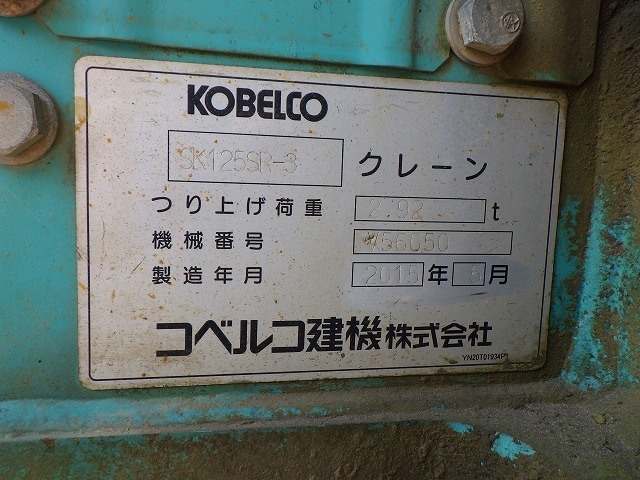 KOBELCO
SK125SR-3 クレーン
つり上げ荷重 2.92 t
機械番号
製造年月 2015 年 月
コベルコ建機株式会社
YN20T01934P1